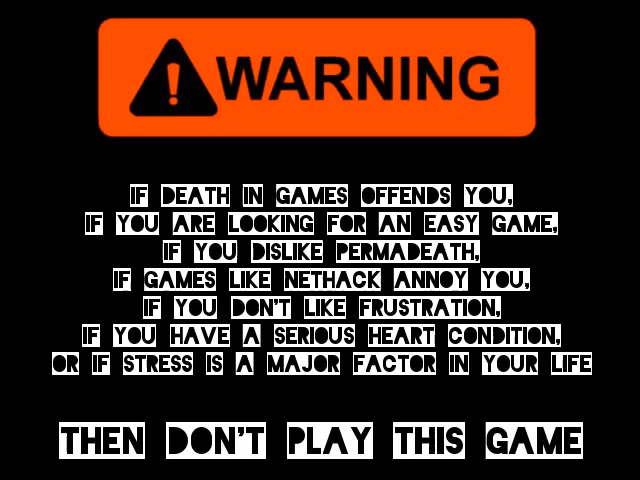 WARNING
IF DEATH IN GAMES OFFENDS YOU,
IF YOU ARE LOOKING FOR AN EASY GAME,
IF YOU DISLIKE PERMADEATH,
IF GAMES LIKE NETHACK ANNOY YOU,
IF YOU DON'T LIKE FRUSTRATION,
IF YOU HAVE A SERIOUS HEART CONDITION,
OR IF STRESS IS A MAJOR FACTOR IN YOUR LIFE
THEN DON'T PLAY THIS GAME